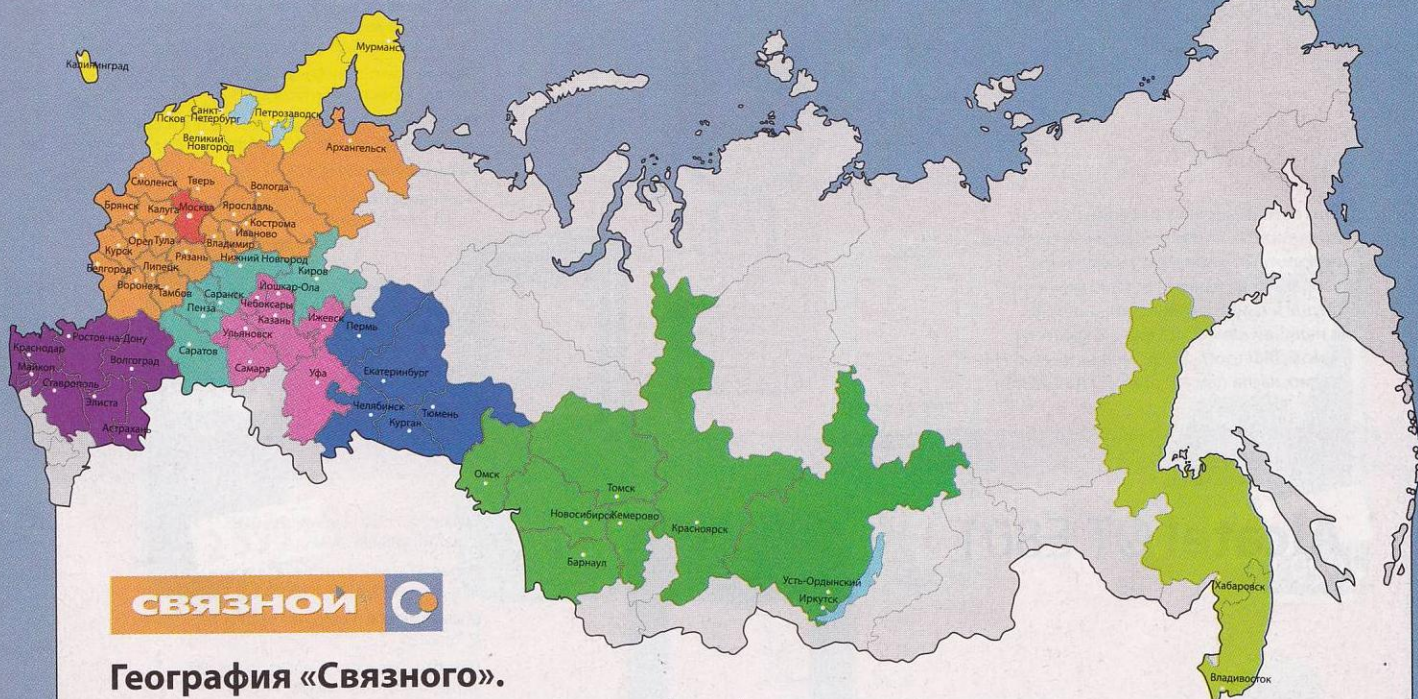 Мурманск
Калининград
Санкт-
Псков Петербург Петрозаводск
Великий
Новгород
Архангельск
Смоленск Тверь Вологда
Брянск Калуга Москва Ярославль
Кострома
Иваново
Орел Тула Владимир
Курск Рязань Нижний Новгород
Белгород Липецк Киров
Воронеж Тамбов Саранск Йошкар-Ола
Пенза Чебоксары
Казань Ижевск Пермь
Ростов-на-Дону Ульяновск
Краснодар Саратов
Майкоп Волгоград Самара Уфа Екатеринбург
Ставрополь
Элиста Челябинск Тюмень
Астрахань Курган
Омск
Томск
Новосибирск Кемерово
Красноярск
Барнаул
Усть-Ордынский
Иркутск
Хабаровск
Владивосток
связной
География «Связного».